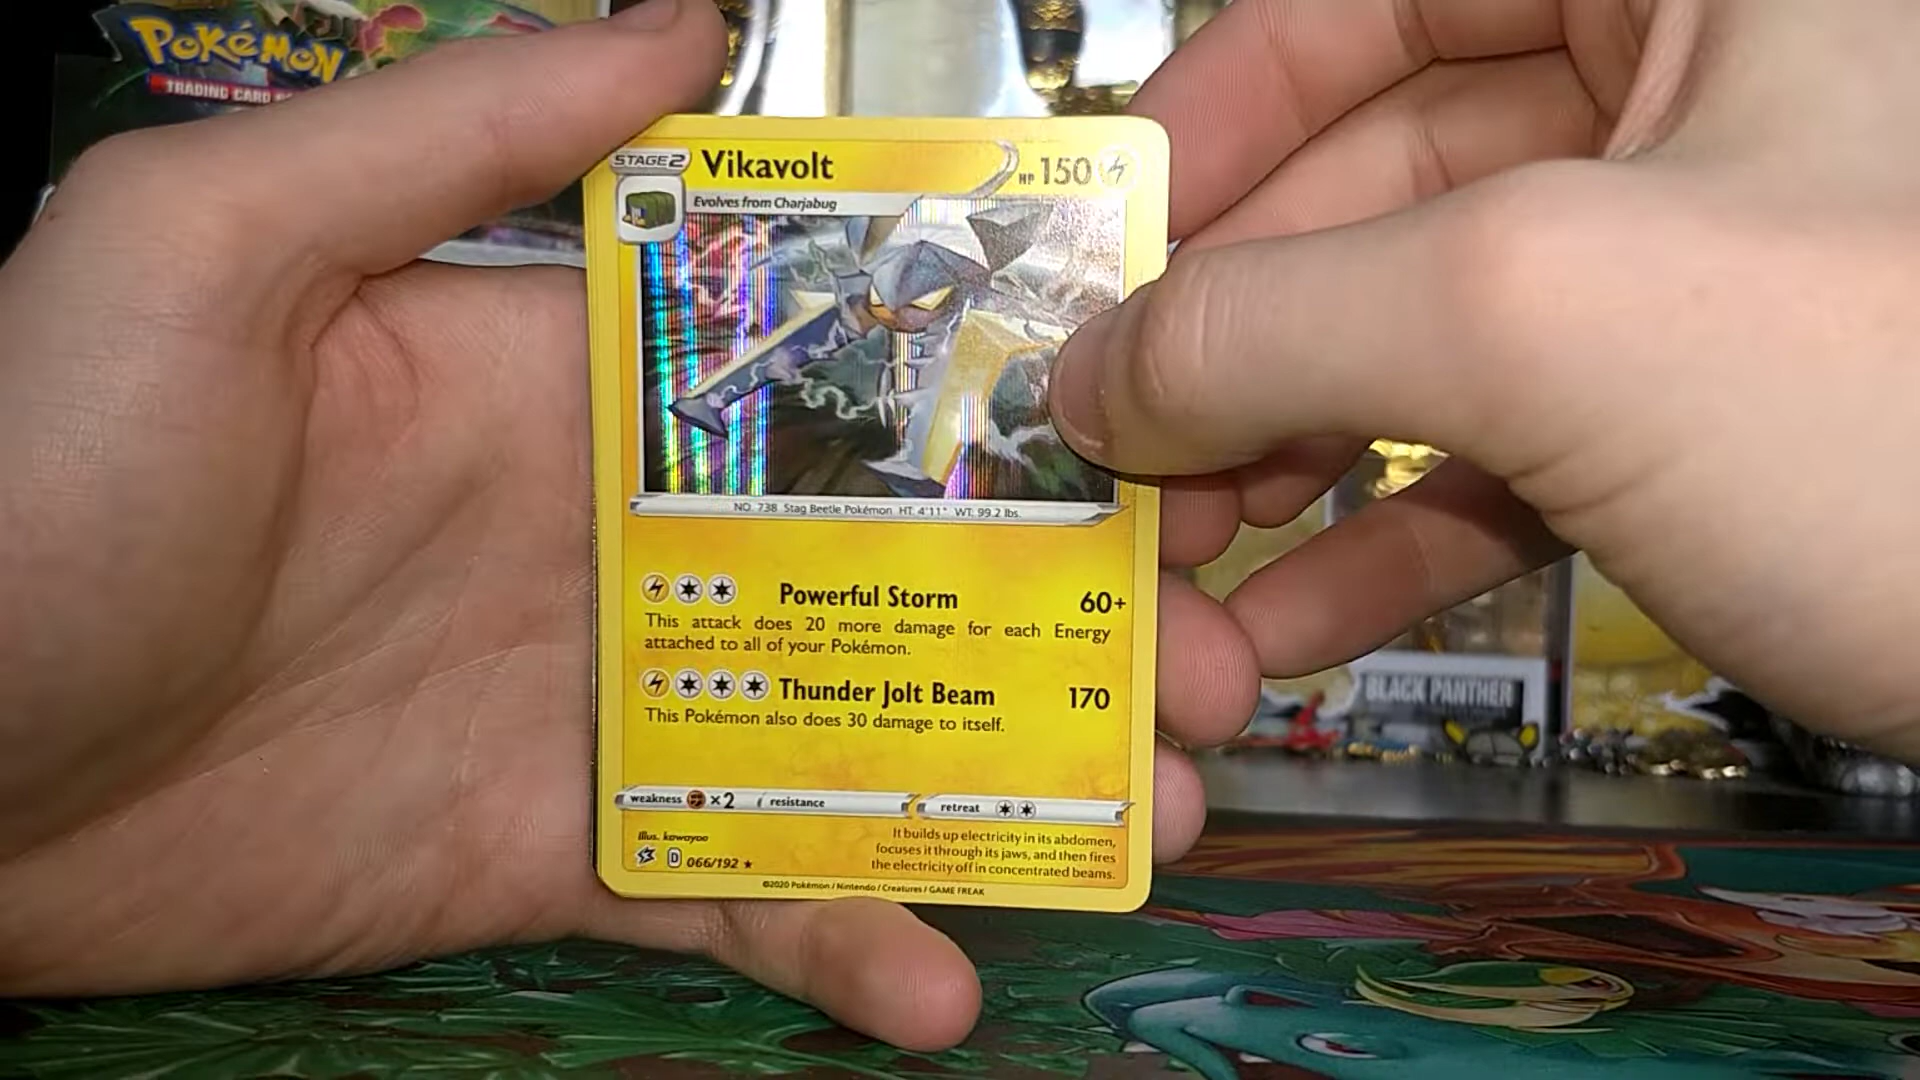 POKéMON
TRADING CARD
STAGE2
Vikavolt
HP 150
Evolves from Charjabug
NO. 738 Stag Beetle Pokémon HT. 4'11" WT. 99.2 lbs.
Powerful Storm 60+
This attack does 20 more damage for each Energy
attached to all of your Pokémon.
Thunder Jolt Beam 170
This Pokémon also does 30 damage to itself.
weakness ×2 resistance retreat
Illus. kawayoo
It builds up electricity in its abdomen,
focuses it through its jaws, and then fires
the electricity off in concentrated beams.
D 066/192 ★
©2020 Pokémon / Nintendo / Creatures / GAME FREAK
BLACK PANTHER